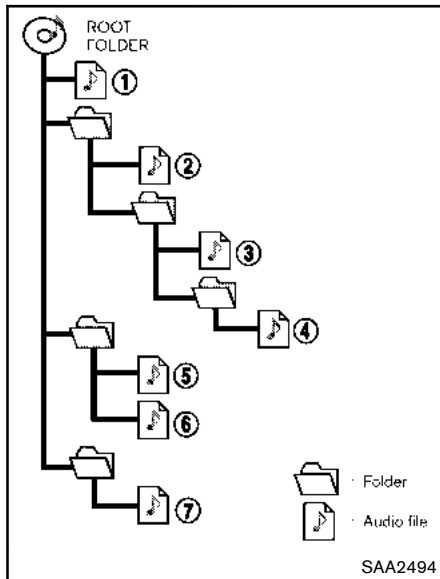 ROOT
FOLDER
①
②
③
④
⑤
⑥
⑦
: Folder
: Audio file
SAA2494